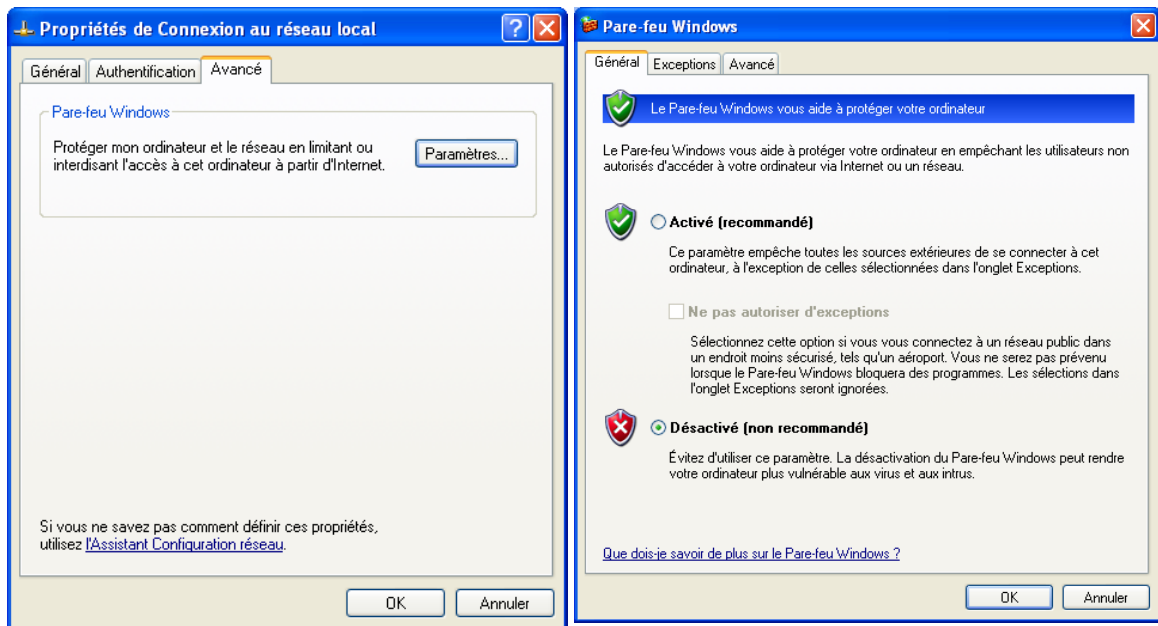 Propriétés de Connexion au réseau local
Général
Authentification
Avancé
Pare-feu Windows
Protéger mon ordinateur et le réseau en limitant ou
interdisant l'accès à cet ordinateur à partir d'Internet.
Paramètres...
Si vous ne savez pas comment définir ces propriétés,
utilisez l'Assistant Configuration réseau.
OK
Annuler
Pare-feu Windows
Général
Exceptions
Avancé
Le Pare-feu Windows vous aide à protéger votre ordinateur
Le Pare-feu Windows vous aide à protéger votre ordinateur en empêchant les utilisateurs non
autorisés d'accéder à votre ordinateur via Internet ou un réseau.
Activé (recommandé)
Ce paramètre empêche toutes les sources extérieures de se connecter à cet
ordinateur, à l'exception de celles sélectionnées dans l'onglet Exceptions.
Ne pas autoriser d'exceptions
Sélectionnez cette option si vous vous connectez à un réseau public dans
un endroit moins sécurisé, tels qu'un aéroport. Vous ne serez pas prévenu
lorsque le Pare-feu Windows bloquera des programmes. Les sélections dans
l'onglet Exceptions seront ignorées.
Désactivé (non recommandé)
Évitez d'utiliser ce paramètre. La désactivation du Pare-feu Windows peut rendre
votre ordinateur plus vulnérable aux virus et aux intrus.
Que dois-je savoir de plus sur le Pare-feu Windows ?
OK
Annuler